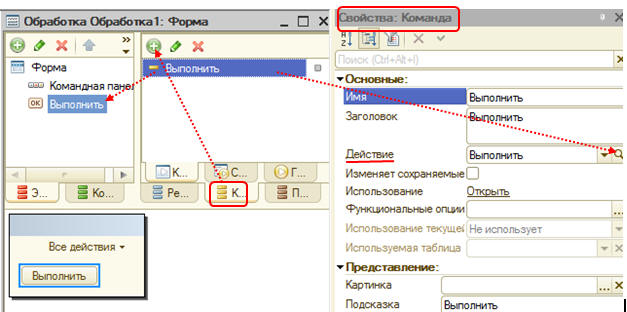 Обработка Обработка1: Форма
Форма
Командная панел
OK Выполнить
Э...
Ко...
Выполнить
К...
С...
Г...
Ре...
К...
П...
Все действия
Выполнить
Свойства: Команда
Поиск (Ctrl+Alt+I)
Основные:
Имя Выполнить
Заголовок Выполнить
Действие Выполнить
Изменяет сохраняемые
Использование Открыть
Функциональные опции ...
Использование текущей Не использует
Используемая таблица
Представление:
Картинка ...
Подсказка Выполнить